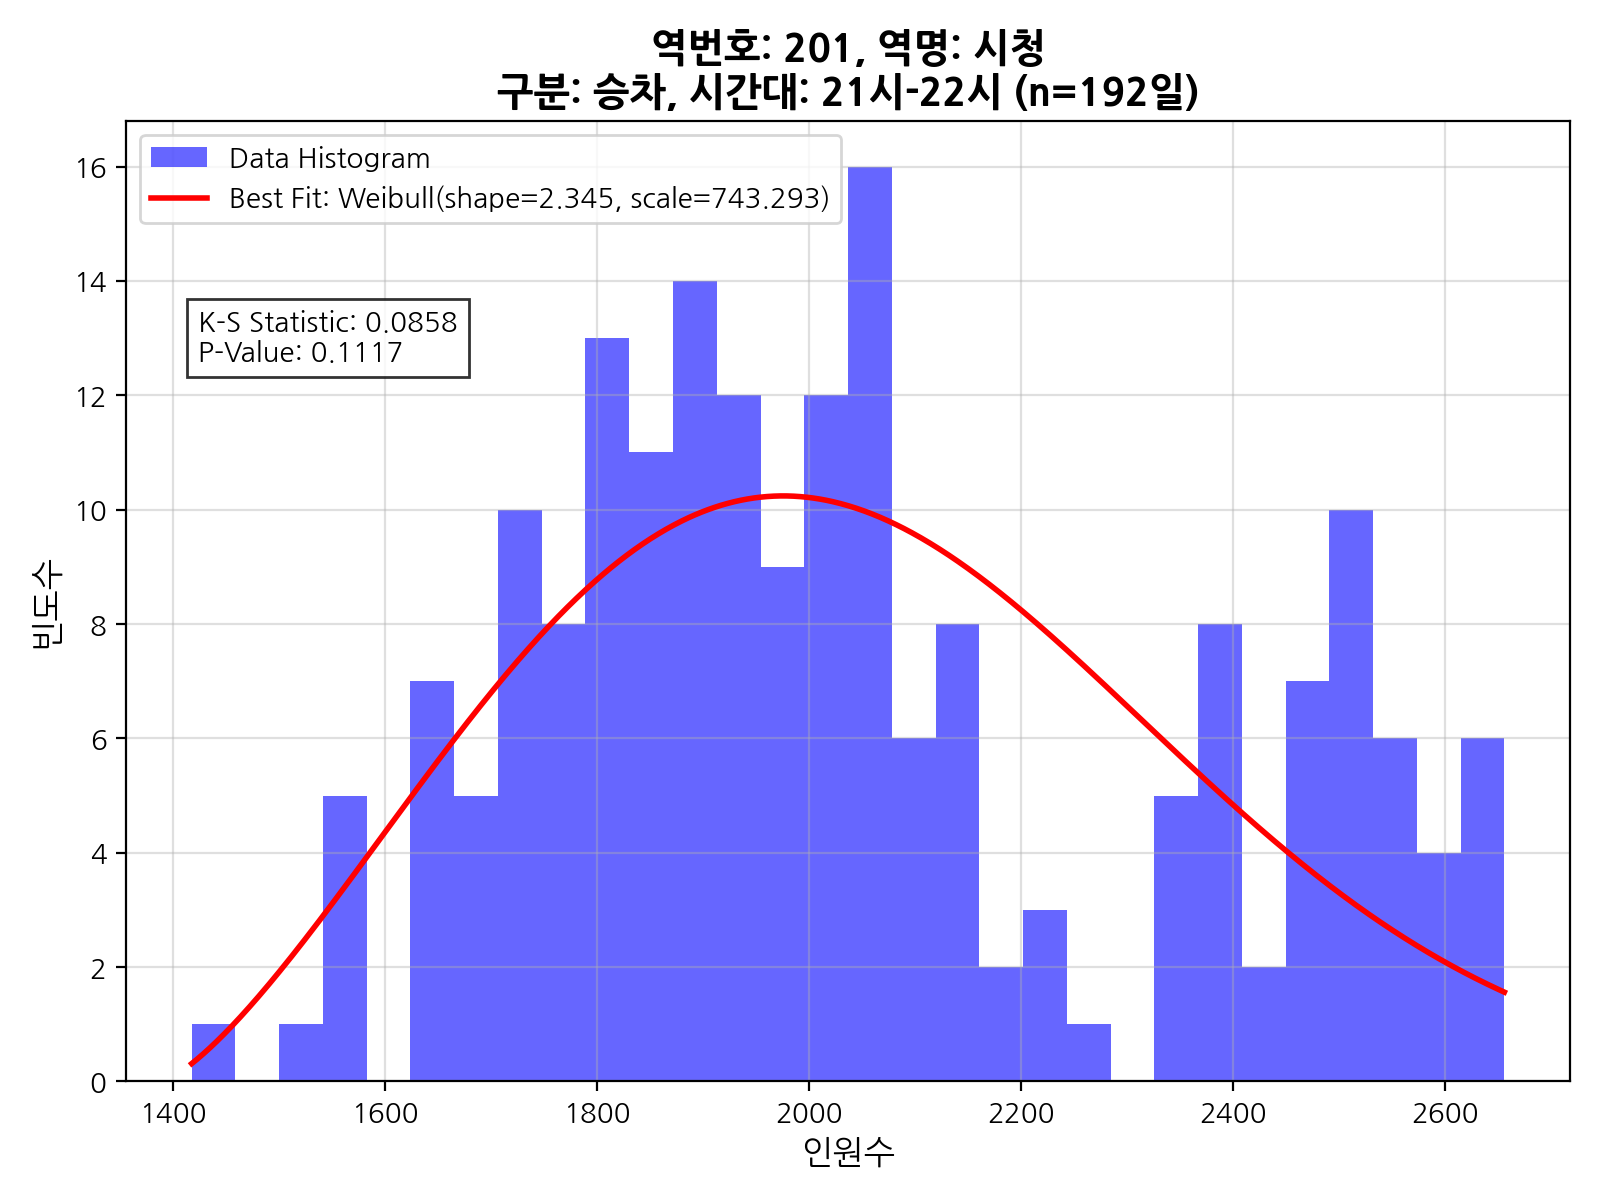 역번호: 201, 역명: 시청
구분: 승차, 시간대: 21시-22시 (n=192일)
Data Histogram
Best Fit: Weibull(shape=2.345, scale=743.293)
K-S Statistic: 0.0858
P-Value: 0.1117
빈도수
16
14
12
10
8
6
4
2
0
1400 1600 1800 2000 2200 2400 2600
인원수